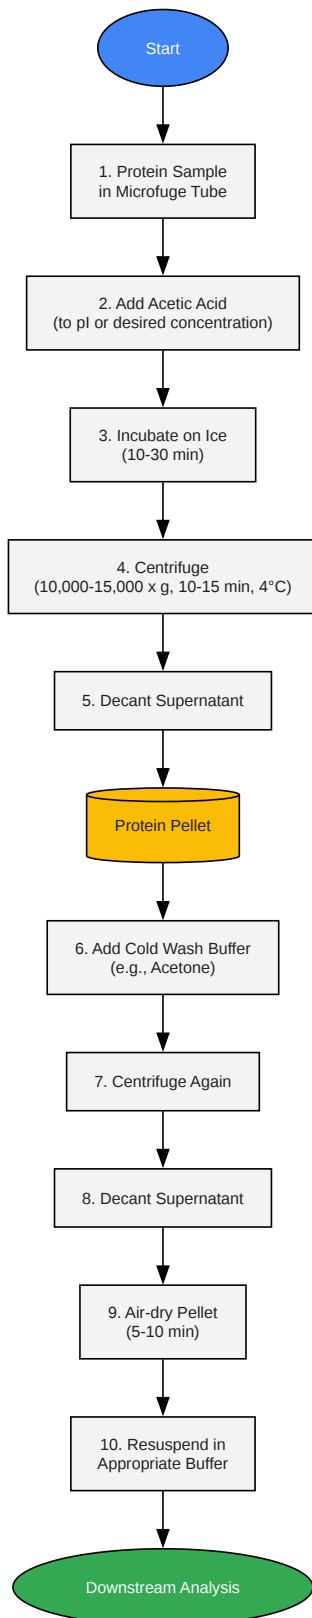 Start
1. Protein Sample
in Microfuge Tube
2. Add Acetic Acid
(to pI or desired concentration)
3. Incubate on Ice
(10-30 min)
4. Centrifuge
(10,000-15,000 x g, 10-15 min, 4°C)
5. Decant Supernatant
Protein Pellet
6. Add Cold Wash Buffer
(e.g., Acetone)
7. Centrifuge Again
8. Decant Supernatant
9. Air-dry Pellet
(5-10 min)
10. Resuspend in
Appropriate Buffer
Downstream Analysis